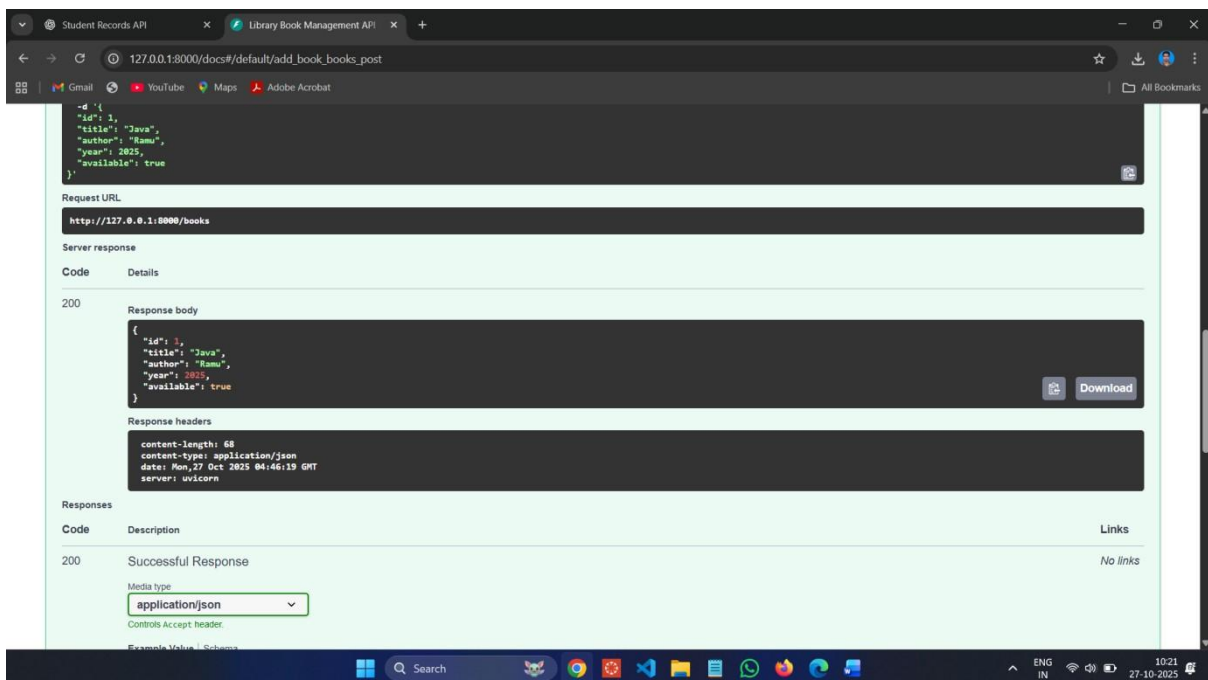 Student Records API
Library Book Management API
127.0.0.1:8000/docs#/default/add_book_books_post
Gmail
YouTube
Maps
Adobe Acrobat
All Bookmarks
-d '{
"id": 1,
"title": "Java",
"author": "Ramu",
"year": 2025,
"available": true
}'
Request URL
http://127.0.0.1:8000/books
Server response
Code Details
200
Response body
{
"id": 1,
"title": "Java",
"author": "Ramu",
"year": 2025,
"available": true
}
Download
Response headers
content-length: 68
content-type: application/json
date: Mon,27 Oct 2025 04:46:19 GMT
server: uvicorn
Responses
Code Description Links
200 Successful Response No links
Media type
application/json
Controls Accept header.
Example Value | Schema
Search
ENG
IN
10:21
27-10-2025